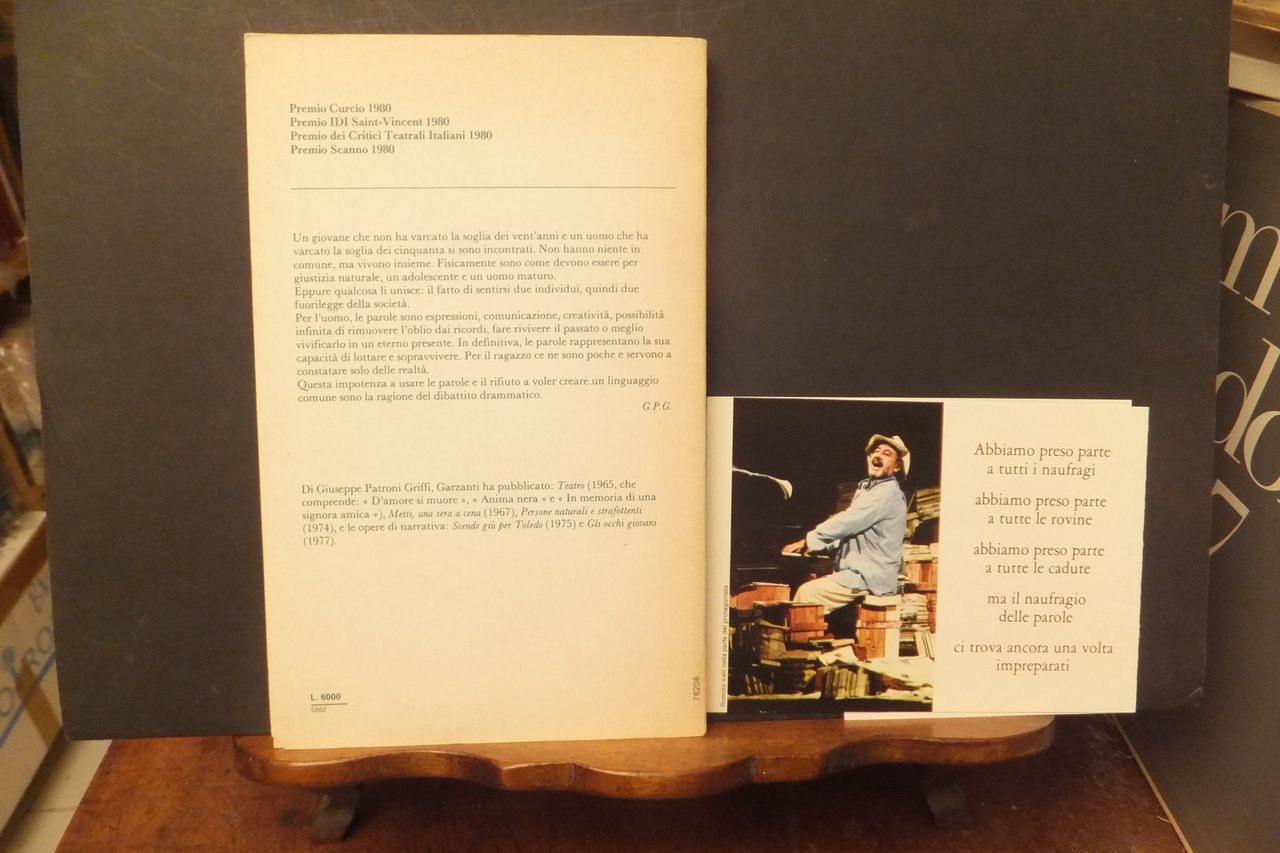 Premio Curcio 1980
Premio IDI Saint-Vincent 1980
Premio dei Critici Teatrali Italiani 1980
Premio Scanno 1980
Un giovane che non ha varcato la soglia dei vent'anni e un uomo che ha
varcato la soglia dei cinquanta si sono incontrati. Non hanno niente in
comune, ma vivono insieme. Fisicamente sono come devono essere per
giustizia naturale, un adolescente e un uomo maturo.
Eppure qualcosa li unisce: il fatto di sentirsi due individui, quindi due
fuorilegge della società.
Per l'uomo, le parole sono espressioni, comunicazione, creatività, possibilità
infinita di rimuovere l'oblio dai ricordi, fare rivivere il passato o meglio
vivificarlo in un eterno presente. In definitiva, le parole rappresentano la sua
capacità di lottare e sopravvivere. Per il ragazzo ce ne sono poche e servono a
constatare solo delle realtà.
Questa impotenza a usare le parole e il rifiuto a voler creare un linguaggio
comune sono la ragione del dibattito drammatico.
G.P.G.
Di Giuseppe Patroni Griffi, Garzanti ha pubblicato: Teatro (1965, che
comprende: « D'amore si muore », « Anima nera » e « In memoria di una
signora amica »), Metti, una sera a cena (1967), Persone naturali e strafottenti
(1974), e le opere di narrativa: Scende giù per Toledo (1975) e Gli occhi giovani
(1977).
L. 6000
5882
78208
Romolo Valli nella parte del protagonista
Abbiamo preso parte
a tutti i naufragi
abbiamo preso parte
a tutte le rovine
abbiamo preso parte
a tutte le cadute
ma il naufragio
delle parole
ci trova ancora una volta
impreparati